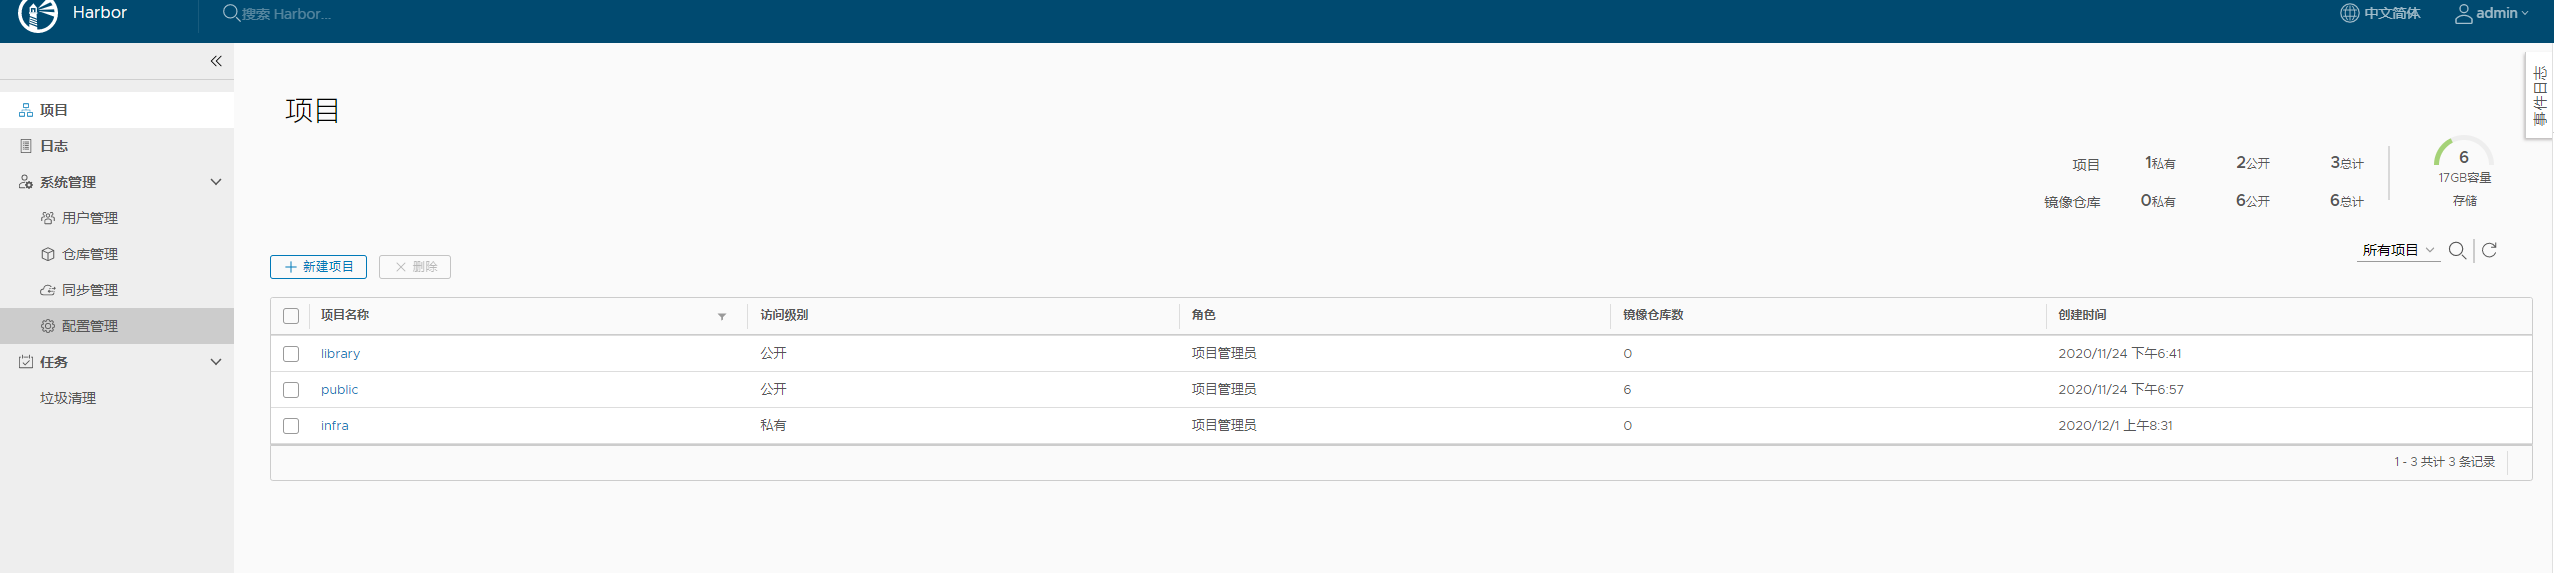 Harbor
搜索 Harbor...
中文简体
admin
事件日志
项目
日志
系统管理
用户管理
仓库管理
同步管理
配置管理
任务
垃圾清理
项目
项目 1私有 2公开 3总计
镜像仓库 0私有 6公开 6总计
6
17GB容量
存储
新建项目 删除
所有项目
项目名称 访问级别 角色 镜像仓库数 创建时间
library 公开 项目管理员 0 2020/11/24 下午6:41
public 公开 项目管理员 6 2020/11/24 下午6:57
infra 私有 项目管理员 0 2020/12/1 上午8:31
1 - 3 共计 3 条记录